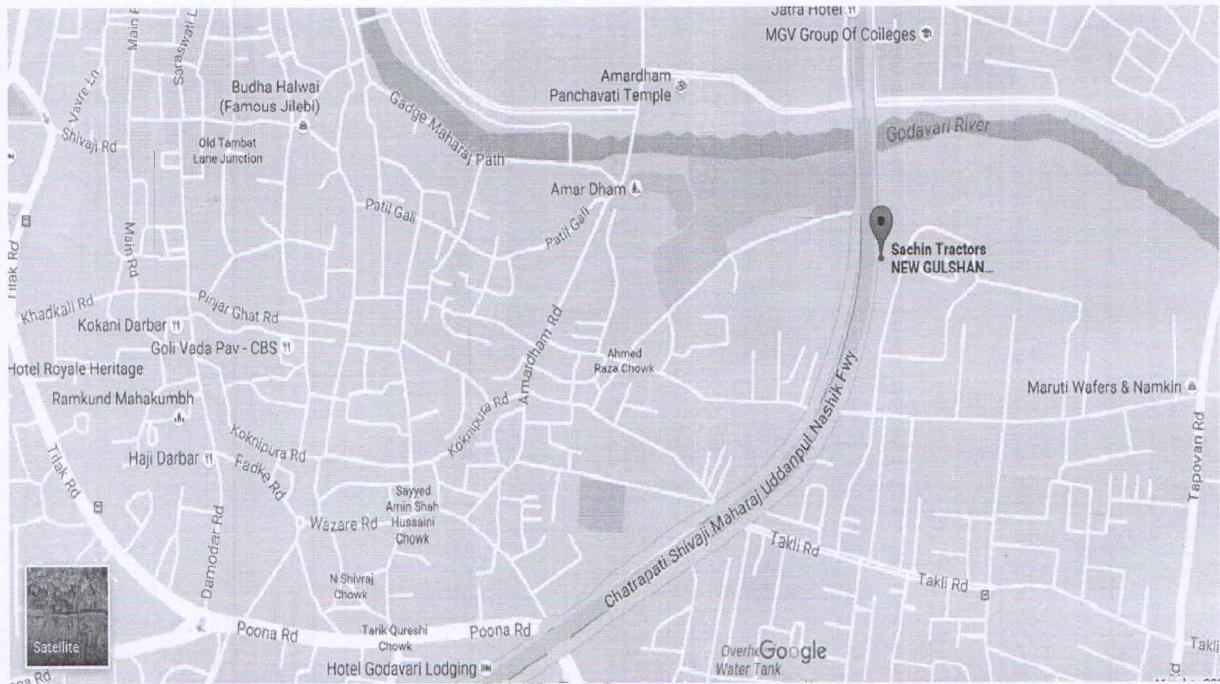 Jatra Hotel
MGV Group Of Colleges
Main R
Saraswati L
Vavre Ln
Budha Halwai
(Famous Jilebi)
Amardham
Panchavati Temple
Gadge Maharaj Path
Godavari River
Shivaji Rd
Old Tambat
Lane Junction
Amar Dham
Patil Gali
Patil Gali
Main Rd
Tilak Rd
Sachin Tractors
NEW GULSHAN...
Khadkali Rd
Pinjar Ghat Rd
Kokani Darbar
Goli Vada Pav - CBS
Amardham Rd
Ahmed
Raza Chowk
Hotel Royale Heritage
Ramkund Mahakumbh
Maruti Wafers & Namkin
Koknipura Rd
Koknipura Rd
Haji Darbar
Fadke Rd
Tilak Rd
Tapovan Rd
Chatrapati Shivaji Maharaj Uddanpul Nashik Fwy
Sayyed
Amin Shah
Hussaini
Chowk
Wazare Rd
Damodar Rd
Takli Rd
Takli Rd
N Shivraj
Chowk
Poona Rd
Tarik Qureshi
Chowk
Poona Rd
Satellite
Hotel Godavari Lodging
Google
Water Tank
Takli